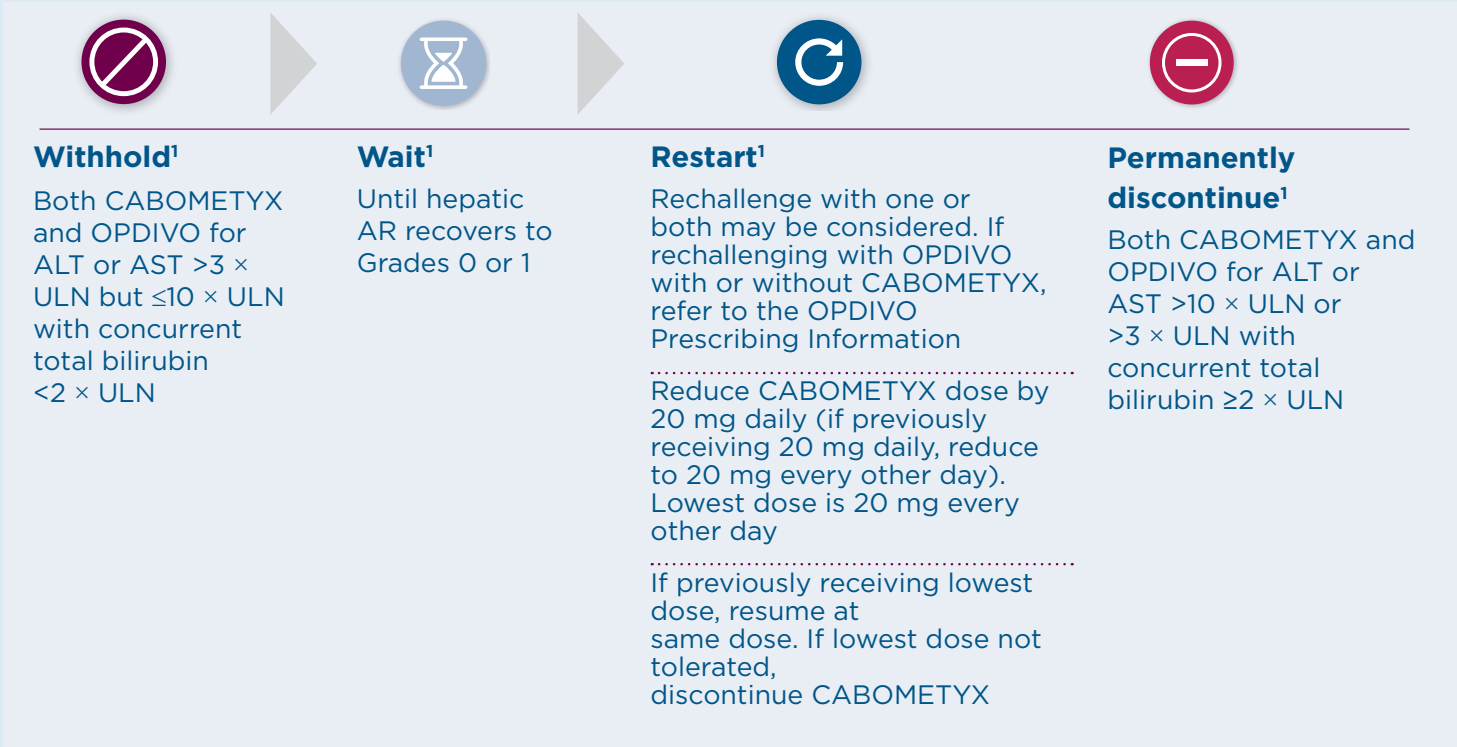 Withhold¹
Both CABOMETYX
and OPDIVO for
ALT or AST >3 ×
ULN but ≤10 × ULN
with concurrent
total bilirubin
<2 × ULN
Wait¹
Until hepatic
AR recovers to
Grades 0 or 1
Restart¹
Rechallenge with one or
both may be considered. If
rechallenging with OPDIVO
with or without CABOMETYX,
refer to the OPDIVO
Prescribing Information
Reduce CABOMETYX dose by
20 mg daily (if previously
receiving 20 mg daily, reduce
to 20 mg every other day).
Lowest dose is 20 mg every
other day
If previously receiving lowest
dose, resume at
same dose. If lowest dose not
tolerated,
discontinue CABOMETYX
Permanently
discontinue¹
Both CABOMETYX and
OPDIVO for ALT or
AST >10 × ULN or
>3 × ULN with
concurrent total
bilirubin ≥2 × ULN